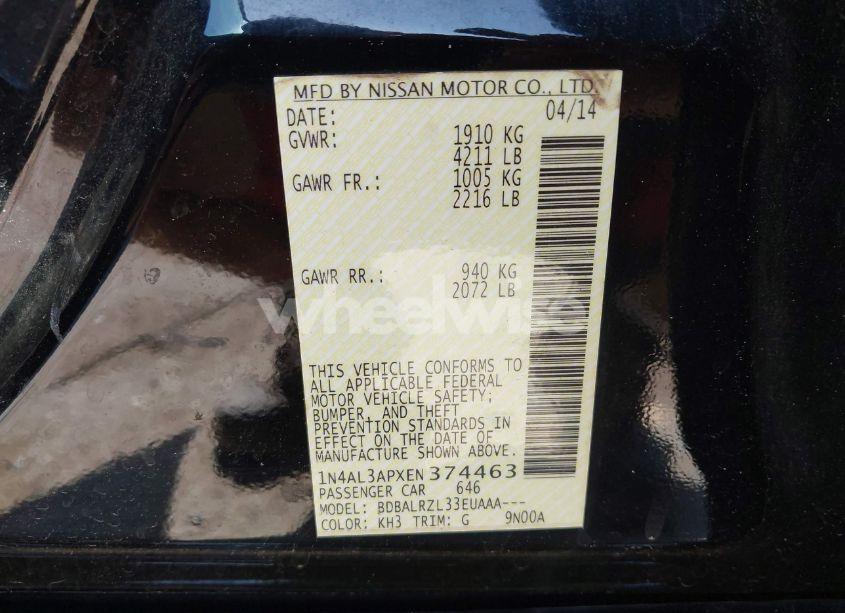 MFD BY NISSAN MOTOR CO., LTD.
DATE: 04/14
GVWR: 1910 KG
4211 LB
GAWR FR.: 1005 KG
2216 LB
GAWR RR.: 940 KG
2072 LB
wheelwise
THIS VEHICLE CONFORMS TO
ALL APPLICABLE FEDERAL
MOTOR VEHICLE SAFETY,
BUMPER, AND THEFT
PREVENTION STANDARDS IN
EFFECT ON THE DATE OF
MANUFACTURE SHOWN ABOVE.
1N4AL3APXEN374463
PASSENGER CAR 646
MODEL: BDBALRZL33EUAAA---
COLOR: KH3 TRIM: G 9N00A